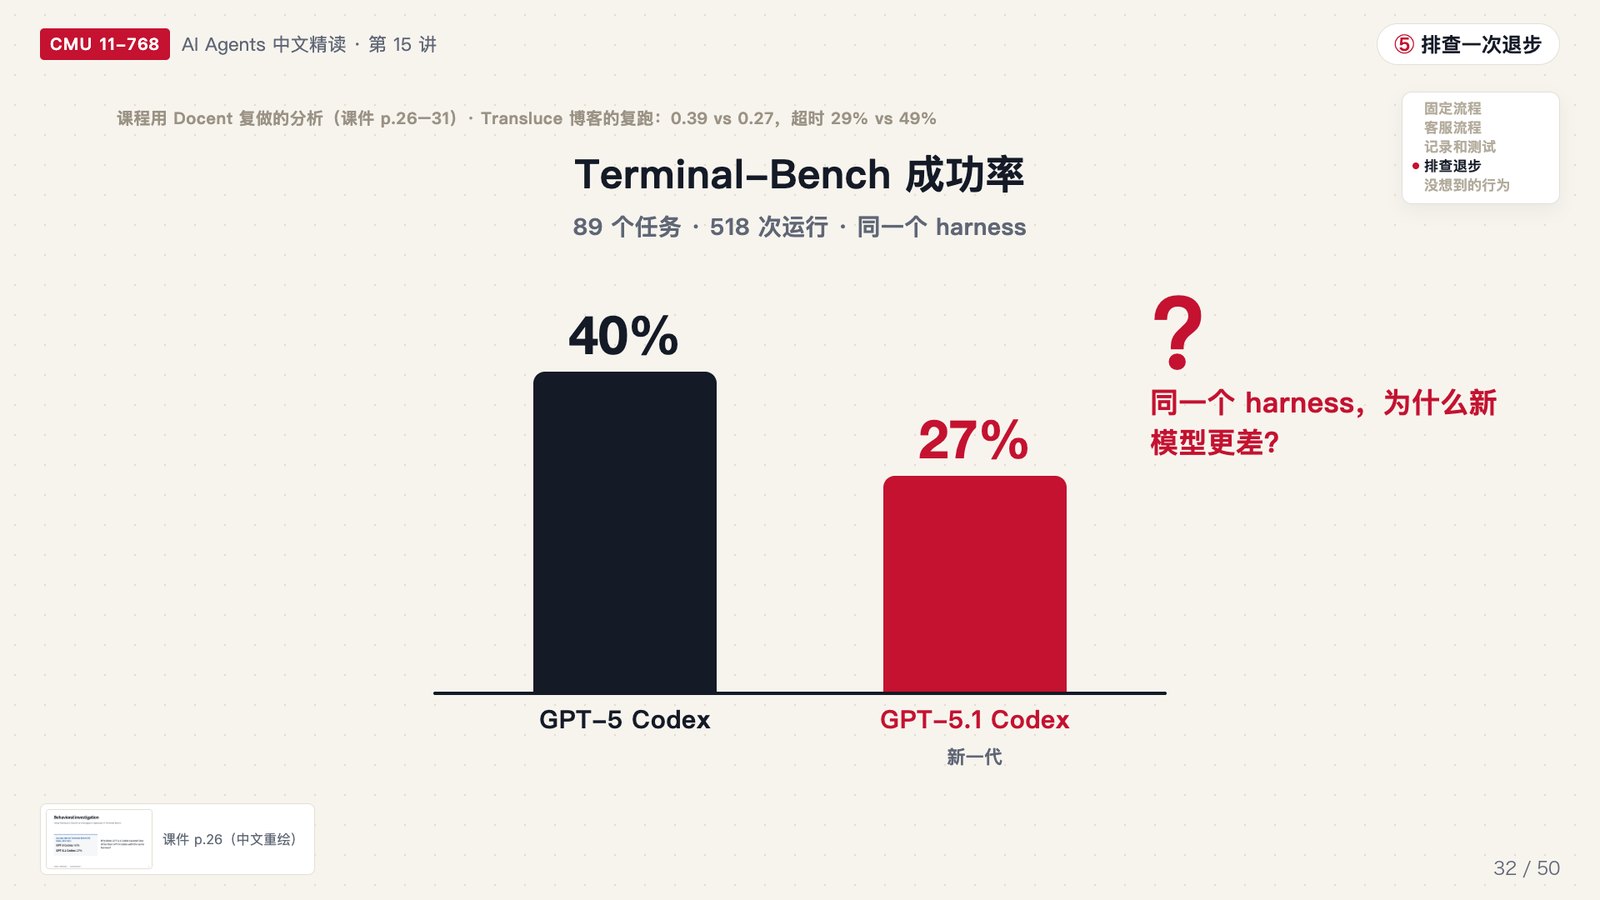 CMU 11-768 AI Agents 中文精读 · 第 15 讲
⑤ 排查一次退步
固定流程
客服流程
记录和测试
排查退步
没想到的行为
课程用 Docent 复做的分析（课件 p.26—31）· Transluce 博客的复跑：0.39 vs 0.27，超时 29% vs 49%
Terminal-Bench 成功率
89 个任务 · 518 次运行 · 同一个 harness
?
同一个 harness，为什么新
模型更差？
40%
27%
GPT-5 Codex
GPT-5.1 Codex
新一代
Behavioral investigation
课件 p.26（中文重绘）
32 / 50